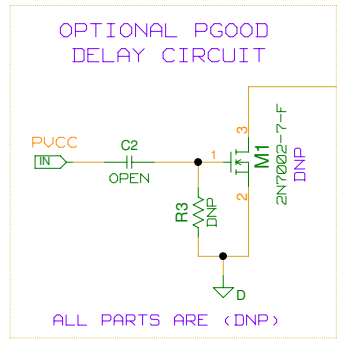 OPTIONAL PGOOD
DELAY CIRCUIT
PVCC
IN
C2
OPEN
1
3
2
M1
2N7002-7-F
DNP
R3
DNP
D
ALL PARTS ARE (DNP)